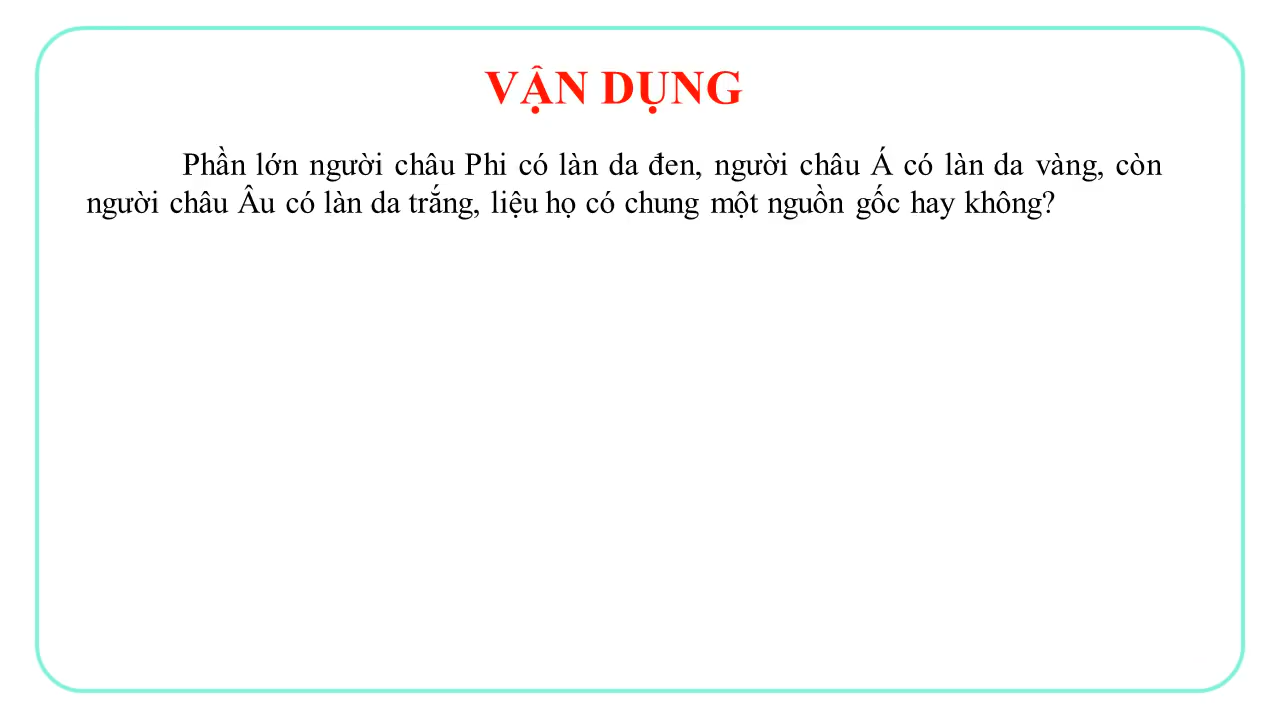 VẬN DỤNG
Phần lớn người châu Phi có làn da đen, người châu Á có làn da vàng, còn
người châu Âu có làn da trắng, liệu họ có chung một nguồn gốc hay không?